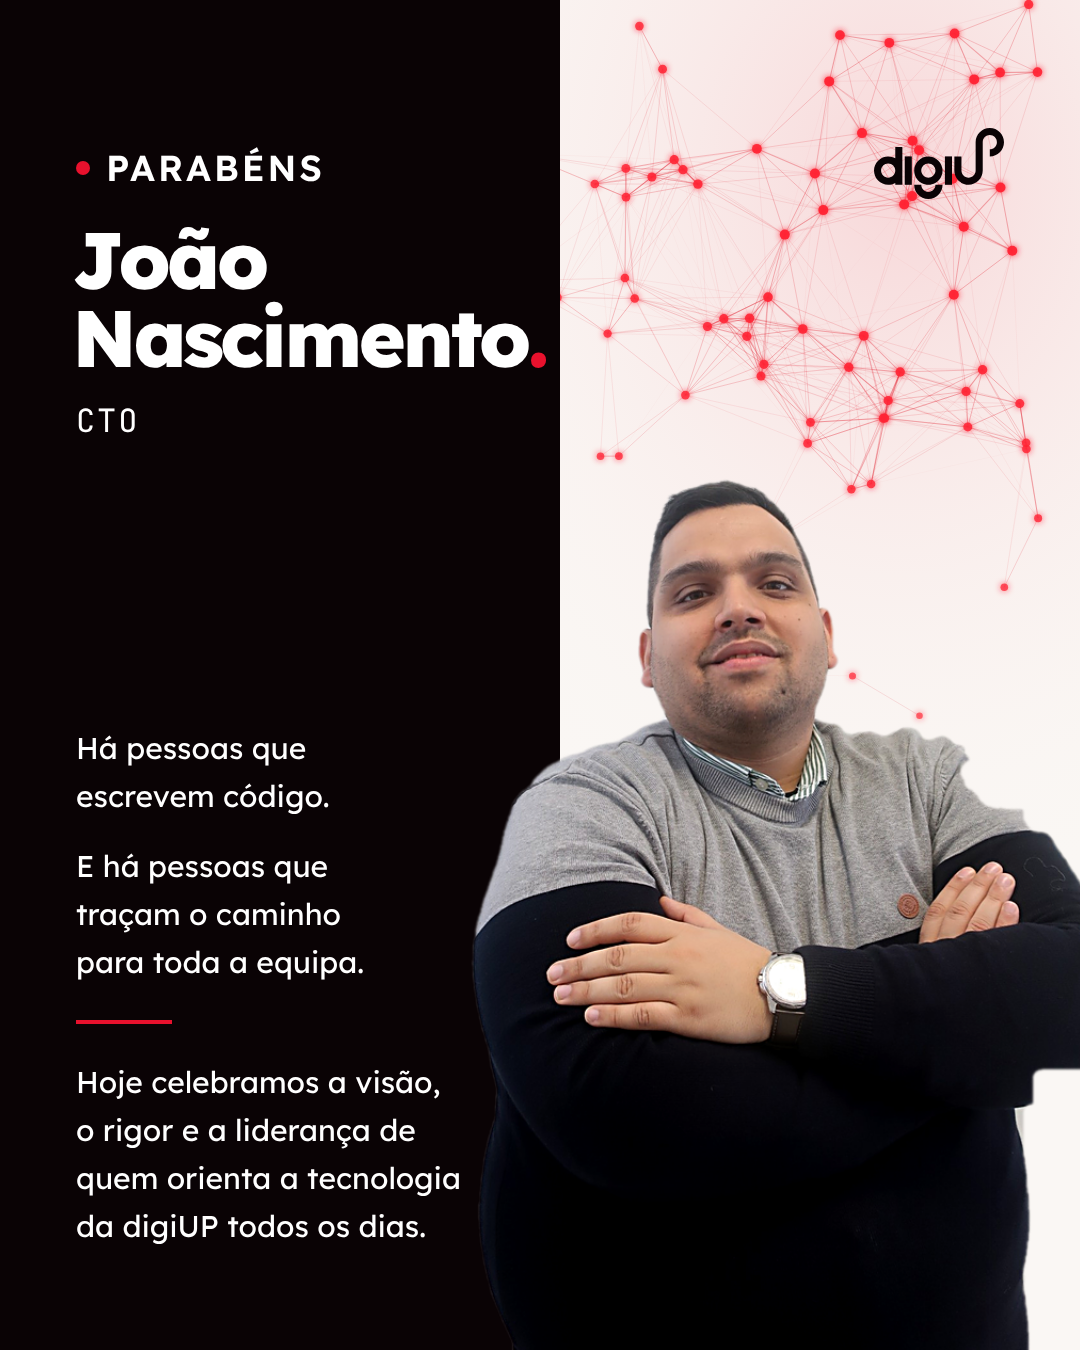 PARABÉNS
digiUP
João
Nascimento.
CTO
Há pessoas que
escrevem código.
E há pessoas que
traçam o caminho
para toda a equipa.
Hoje celebramos a visão,
o rigor e a liderança de
quem orienta a tecnologia
da digiUP todos os dias.